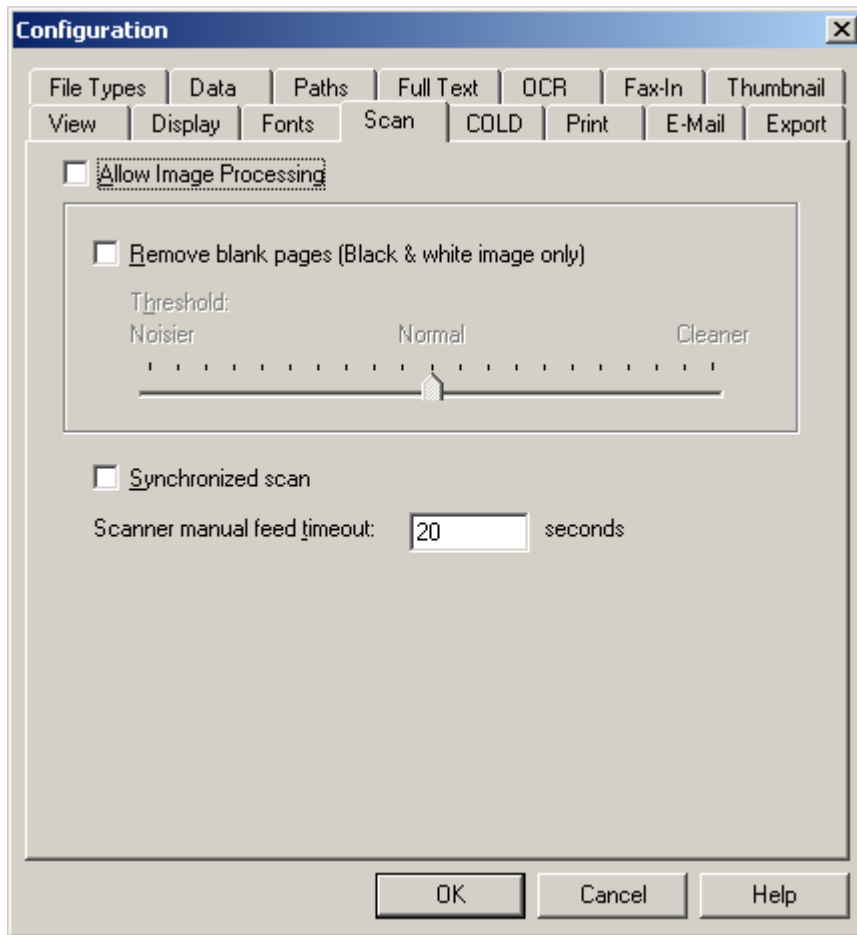 Configuration
File Types Data Paths Full Text OCR Fax-In Thumbnail
View Display Fonts Scan COLD Print E-Mail Export
Allow Image Processing
Remove blank pages (Black & white image only)
Threshold:
Noisier Normal Cleaner
Synchronized scan
Scanner manual feed timeout: 20 seconds
OK Cancel Help